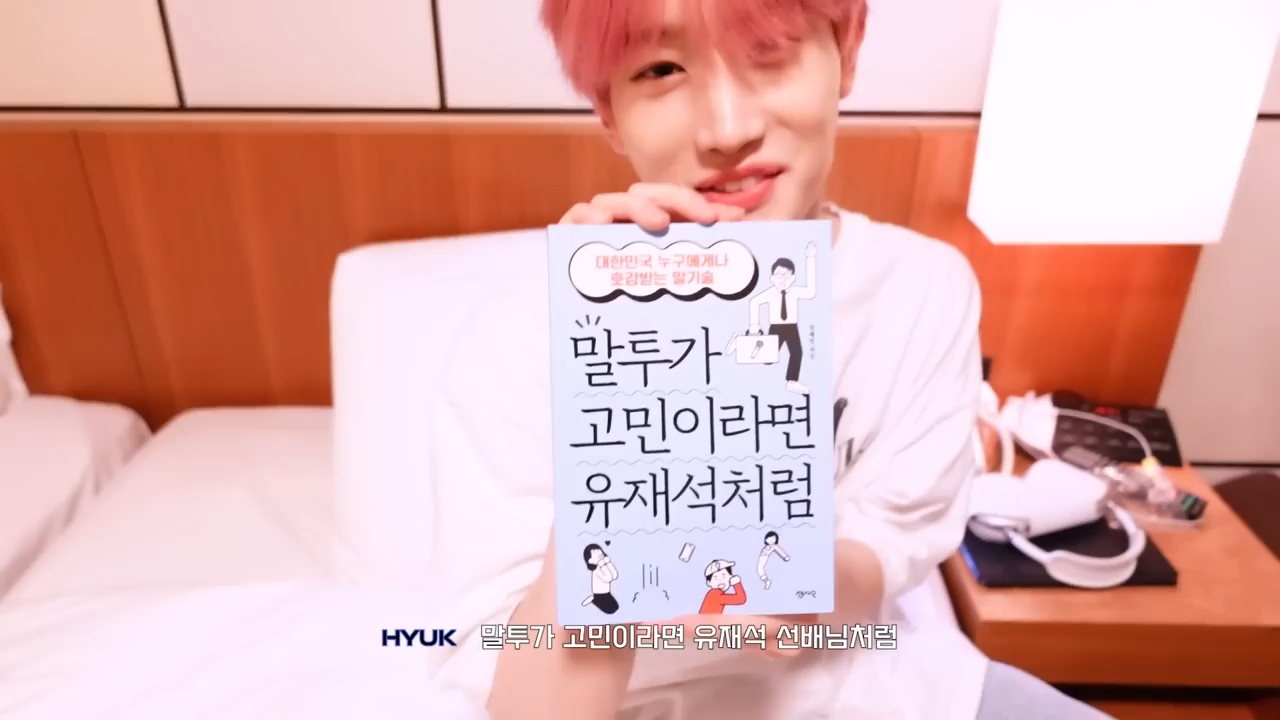 대한민국 누구에게나
호감받는 말기술
말투가
고민이라면
유재석처럼
HYUK 말투가 고민이라면 유재석 선배님처럼